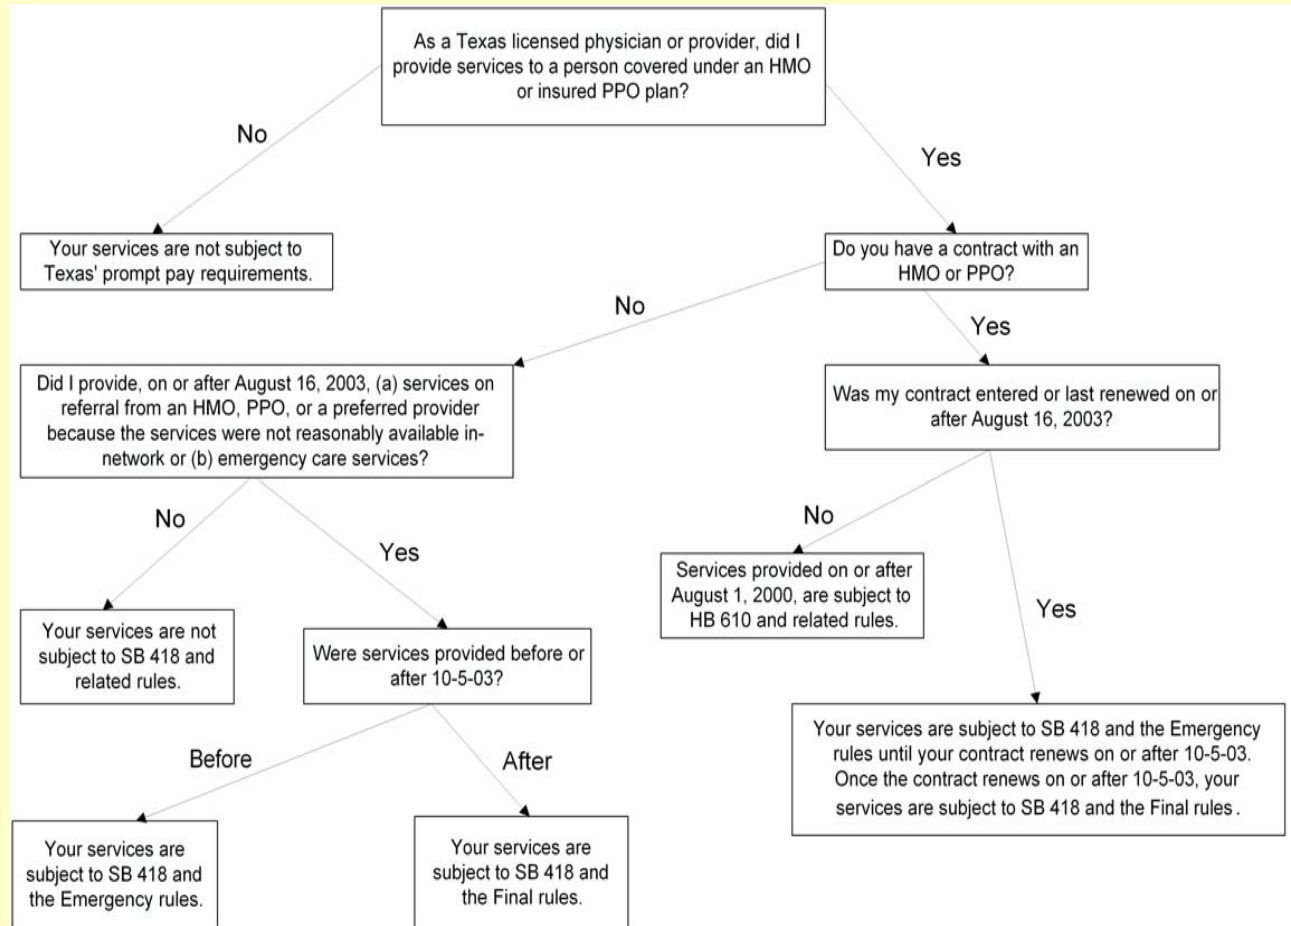 As a Texas licensed physician or provider, did I
provide services to a person covered under an HMO
or insured PPO plan?
No
Yes
Your services are not subject to
Texas' prompt pay requirements.
Do you have a contract with an
HMO or PPO?
No
Yes
Did I provide, on or after August 16, 2003, (a) services on
referral from an HMO, PPO, or a preferred provider
because the services were not reasonably available in-
network or (b) emergency care services?
Was my contract entered or last renewed on or
after August 16, 2003?
No
Yes
No
Yes
Services provided on or after
August 1, 2000, are subject to
HB 610 and related rules.
Your services are not
subject to SB 418 and
related rules.
Were services provided before or
after 10-5-03?
Your services are subject to SB 418 and the Emergency
rules until your contract renews on or after 10-5-03.
Once the contract renews on or after 10-5-03, your
services are subject to SB 418 and the Final rules.
Before
After
Your services are
subject to SB 418 and
the Emergency rules.
Your services are
subject to SB 418 and
the Final rules.